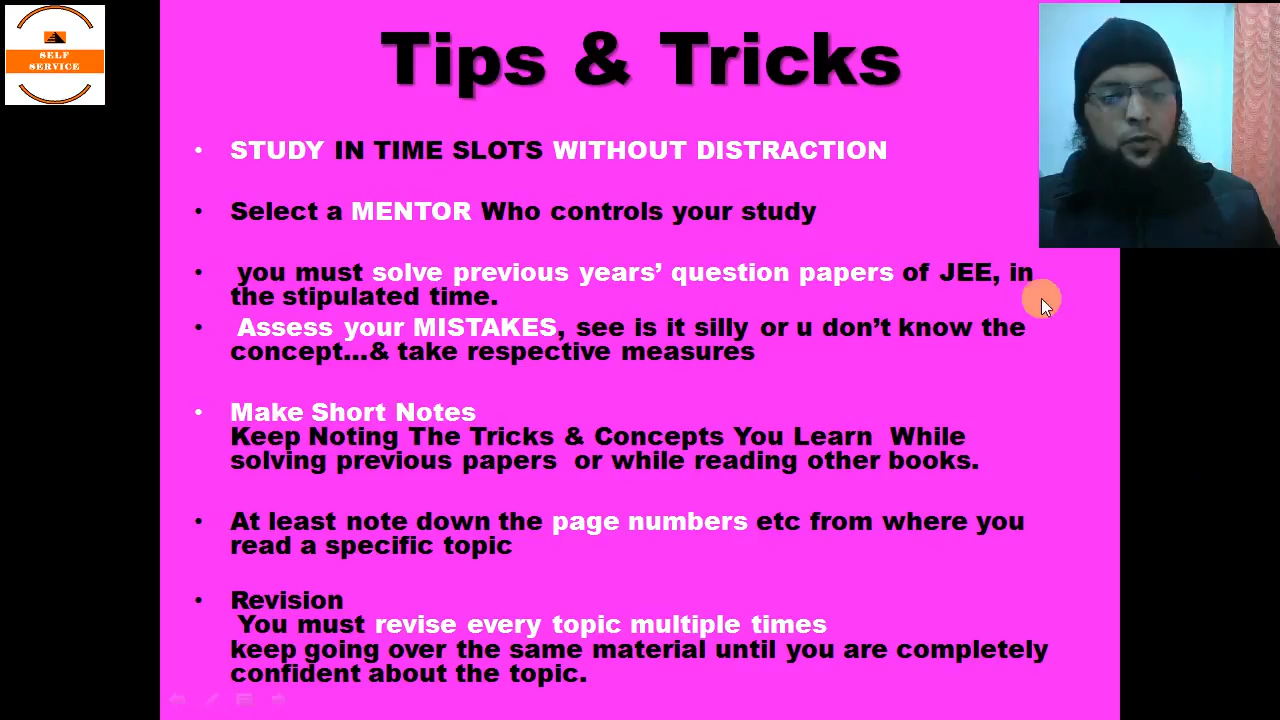 SELF
SERVICE
Tips & Tricks
• STUDY IN TIME SLOTS WITHOUT DISTRACTION
• Select a MENTOR Who controls your study
• you must solve previous years’ question papers of JEE, in
the stipulated time.
• Assess your MISTAKES, see is it silly or u don’t know the
concept...& take respective measures
• Make Short Notes
Keep Noting The Tricks & Concepts You Learn While
solving previous papers or while reading other books.
• At least note down the page numbers etc from where you
read a specific topic
• Revision
You must revise every topic multiple times
keep going over the same material until you are completely
confident about the topic.